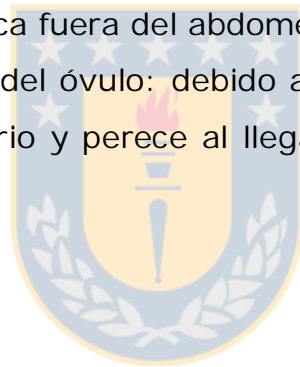 ca fuera del abdome
del óvulo: debido a
rio y perece al llega